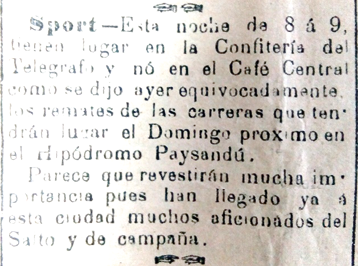 Sport—Esta noche de 8 á 9,
tienen lugar en la Confitería del
Telegrafo y nó en el Café Central
como se dijo ayer equivocadamente,
los remates de las carreras que ten-
drán lugar el Domingo proximo en
el Hipódromo Paysandú.
Parece que revestirán mucha im-
portancia pues han llegado ya á
esta ciudad muchos aficionados del
Salto y de campaña.